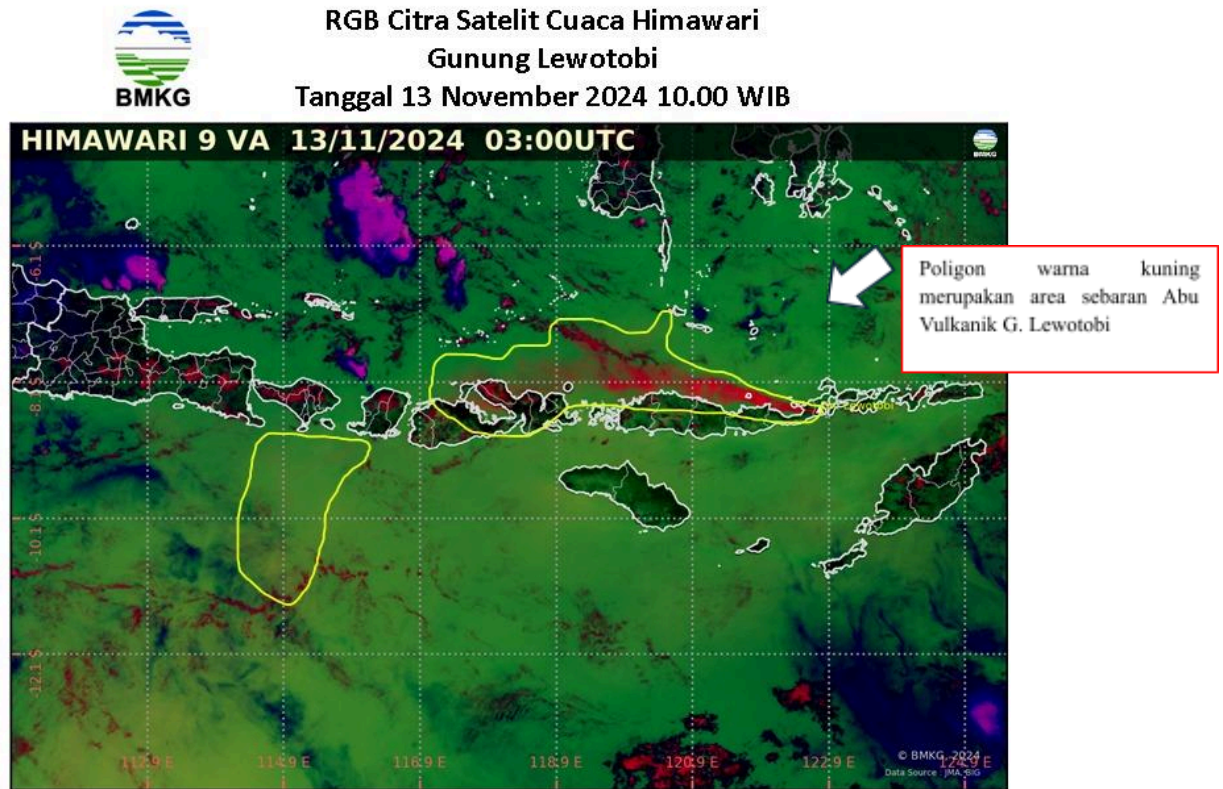 RGB Citra Satelit Cuaca Himawari
Gunung Lewotobi
Tanggal 13 November 2024 10.00 WIB
BMKG
HIMAWARI 9 VA 13/11/2024 03:00UTC
BMKG
Poligon warna kuning
merupakan area sebaran Abu
Vulkanik G. Lewotobi
-6.1 S
-8.1 S
Lewotobi
-10.1 S
-12.1 S
112.9 E 114.9 E 116.9 E 118.9 E 120.9 E 122.9 E 124.9 E
© BMKG, 2024
Data Source : JMA, BIG